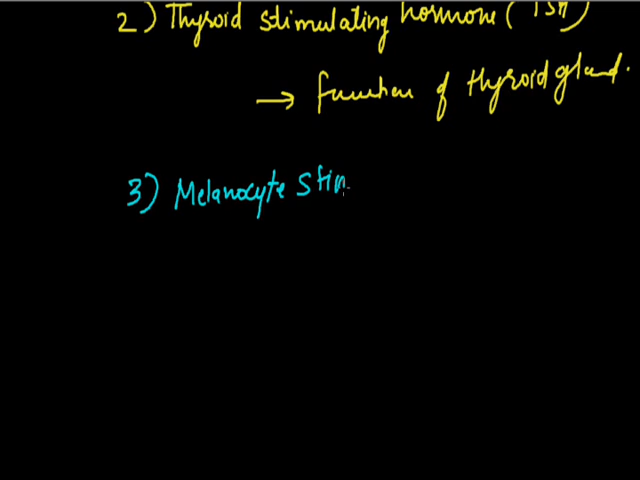 2) Thyroid stimulating hormone (TSH)
→ function of thyroid gland.
3) Melanocyte Stim